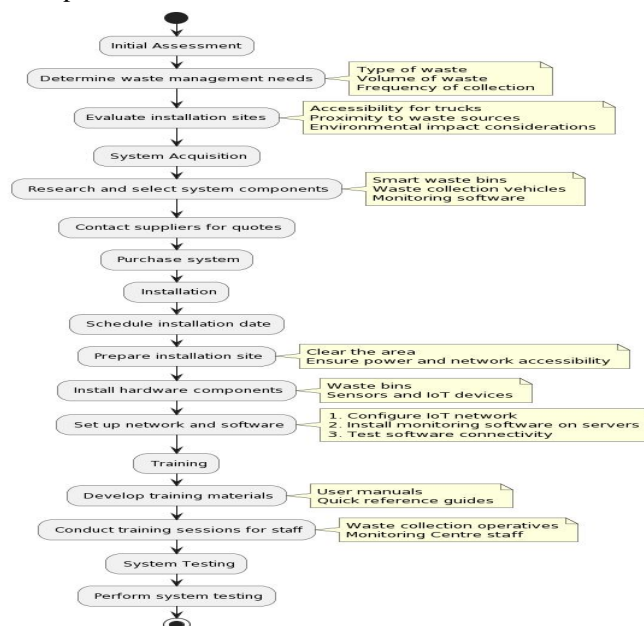 Initial Assessment
Determine waste management needs
Type of waste
Volume of waste
Frequency of collection
Evaluate installation sites
Accessibility for trucks
Proximity to waste sources
Environmental impact considerations
System Acquisition
Research and select system components
Smart waste bins
Waste collection vehicles
Monitoring software
Contact suppliers for quotes
Purchase system
Installation
Schedule installation date
Prepare installation site
Clear the area
Ensure power and network accessibility
Install hardware components
Waste bins
Sensors and IoT devices
Set up network and software
1. Configure IoT network
2. Install monitoring software on servers
3. Test software connectivity
Training
Develop training materials
User manuals
Quick reference guides
Conduct training sessions for staff
Waste collection operatives
Monitoring Centre staff
System Testing
Perform system testing